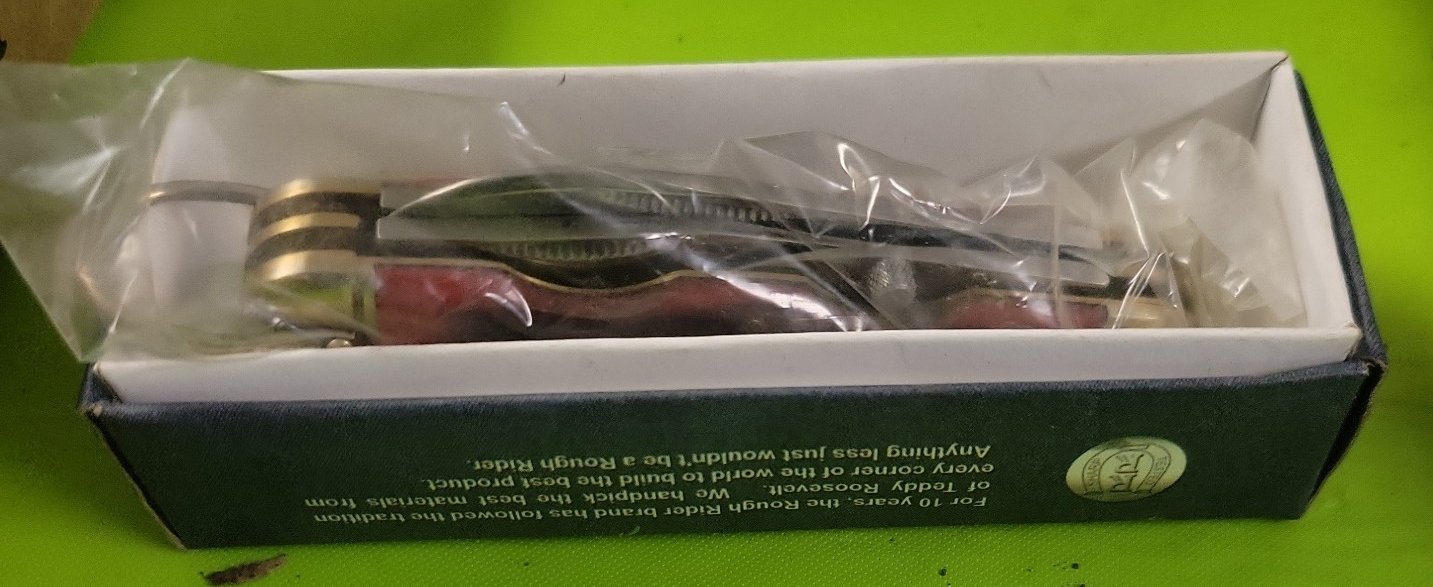 For 10 years, the Rough Rider brand has followed the tradition
of Teddy Roosevelt. We handpick the best materials from
every corner of the world to build the best product.
Anything less just wouldn't be a Rough Rider.